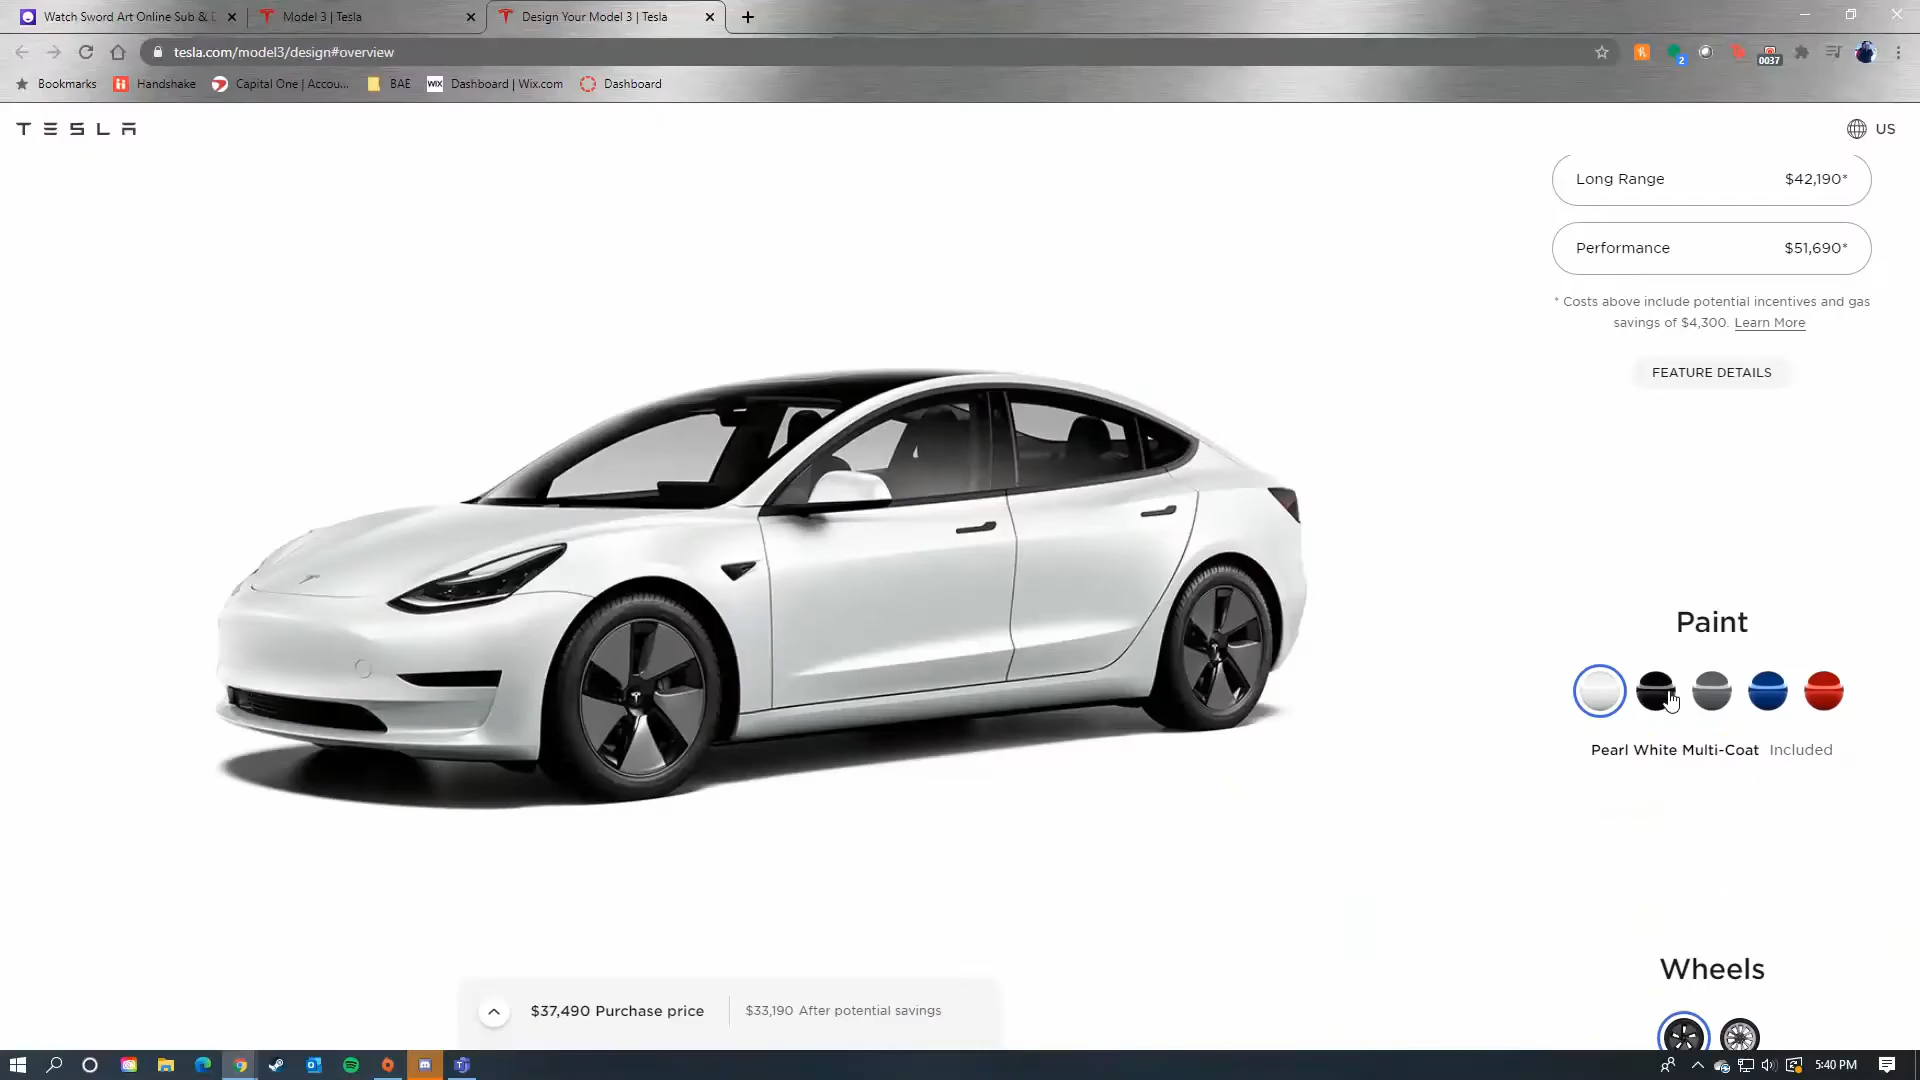 Watch Sword Art Online Sub &
Model 3 | Tesla
Design Your Model 3 | Tesla
tesla.com/model3/design#overview
2
0037
Bookmarks
Handshake
Capital One | Accou...
BAE
WIX
Dashboard | Wix.com
Dashboard
TESLA
US
Long Range $42,190*
Performance $51,690*
* Costs above include potential incentives and gas
savings of $4,300. Learn More
FEATURE DETAILS
Paint
Pearl White Multi-Coat Included
Wheels
$37,490 Purchase price
$33,190 After potential savings
5:40 PM